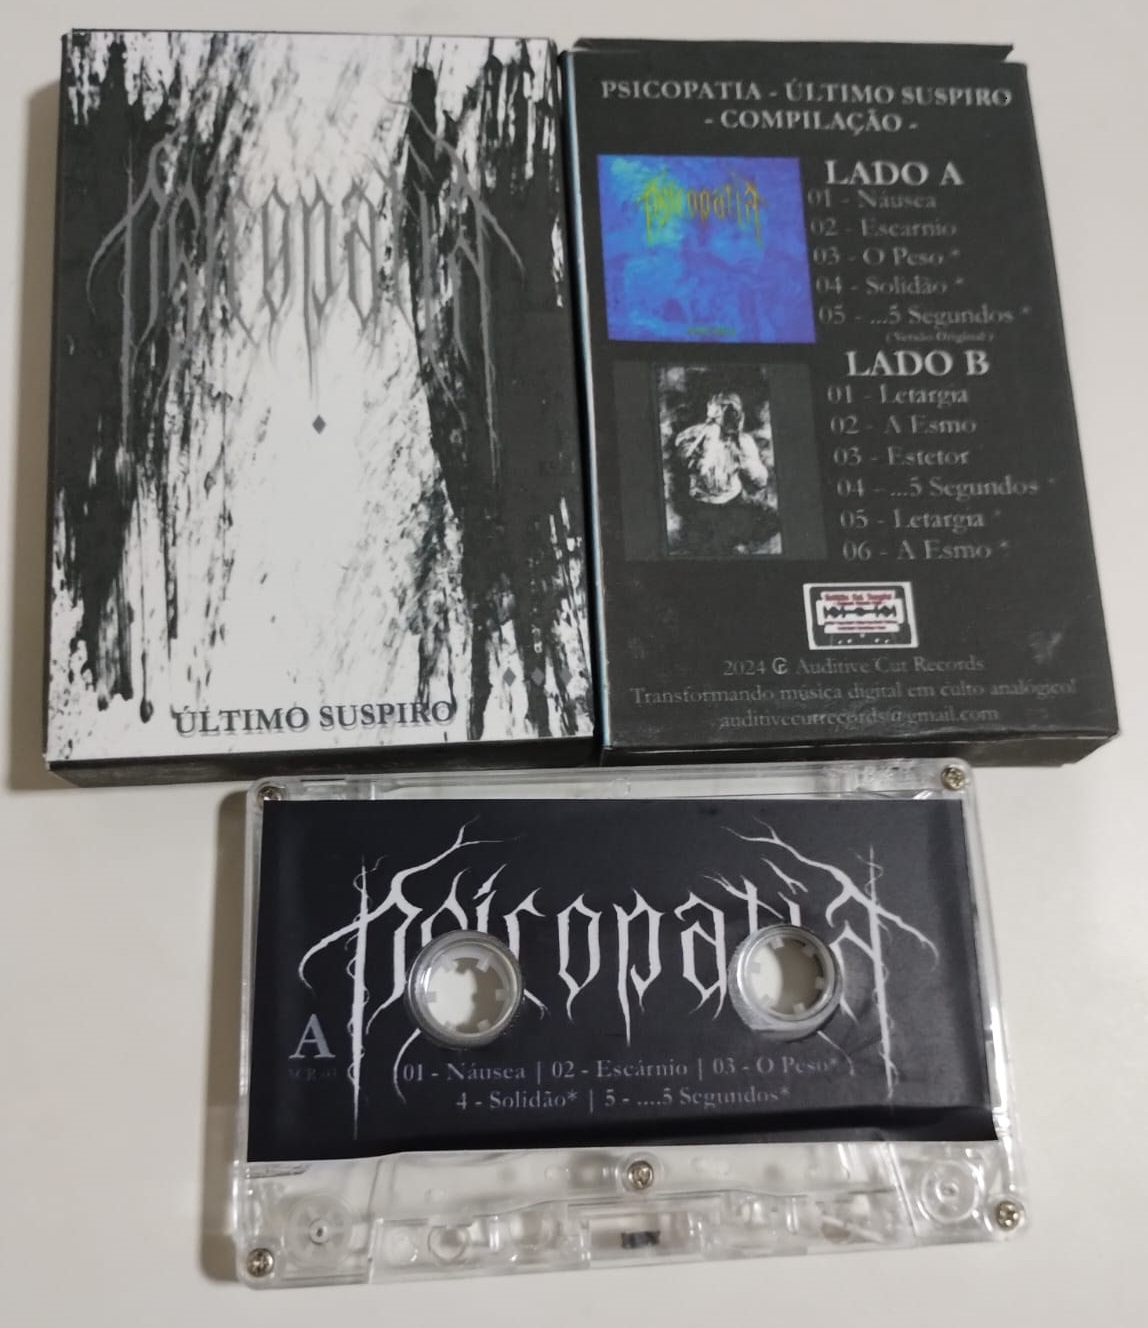 Psicopatia
ÚLTIMO SUSPIRO
PSICOPATIA - ÚLTIMO SUSPIRO
- COMPILAÇÃO -
Psicopatia
LADO A
01 - Náusea
02 - Escárnio
03 - O Peso *
04 - Solidão *
05 - ...5 Segundos *
( Versão Original )
LADO B
01 - Letargia
02 - A Esmo
03 - Estetor
04 - ...5 Segundos *
05 - Letargia *
06 - A Esmo *
2024 Auditive Cut Records
Transformando música digital em culto analógico!
auditivecutrecords@gmail.com
Psicopatia
A
01 - Náusea | 02 - Escárnio | 03 - O Peso*
4 - Solidão* | 5 - ....5 Segundos*